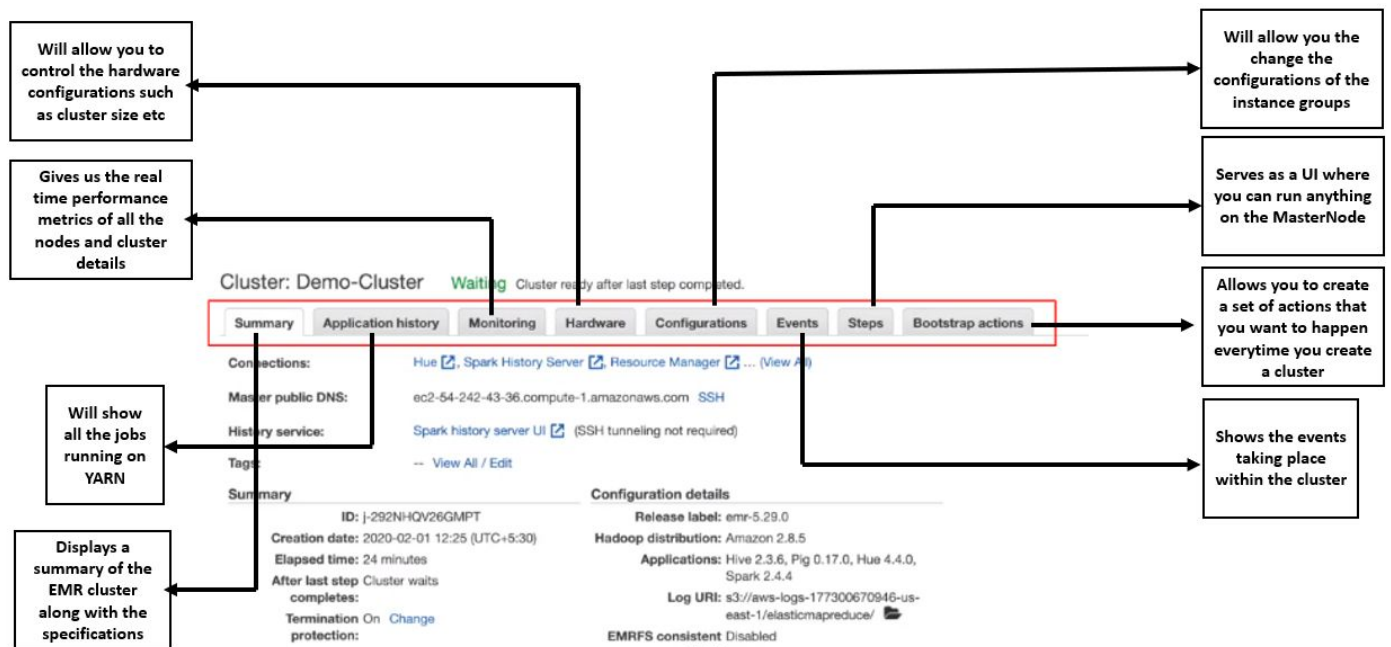 Will allow you to
control the hardware
configurations such
as cluster size etc
Gives us the real
time performance
metrics of all the
nodes and cluster
details
Will show
all the jobs
running on
YARN
Displays a
summary of the
EMR cluster
along with the
specifications
Cluster: Demo-Cluster Waiting Cluster ready after last step completed.
Summary Application history Monitoring Hardware Configurations Events Steps Bootstrap actions
Connections: Hue, Spark History Server, Resource Manager ... (View All)
Master public DNS: ec2-54-242-43-36.compute-1.amazonaws.com SSH
History service: Spark history server UI (SSH tunneling not required)
Tags: -- View All / Edit
Summary
ID: j-292NHQV26GMPT
Creation date: 2020-02-01 12:25 (UTC+5:30)
Elapsed time: 24 minutes
After last step Cluster waits
completes:
Termination On Change
protection:
Configuration details
Release label: emr-5.29.0
Hadoop distribution: Amazon 2.8.5
Applications: Hive 2.3.6, Pig 0.17.0, Hue 4.4.0,
Spark 2.4.4
Log URI: s3://aws-logs-177300670946-us-
east-1/elasticmapreduce/
EMRFS consistent Disabled
Will allow you the
change the
configurations of the
instance groups
Serves as a UI where
you can run anything
on the MasterNode
Allows you to create
a set of actions that
you want to happen
everytime you create
a cluster
Shows the events
taking place
within the cluster